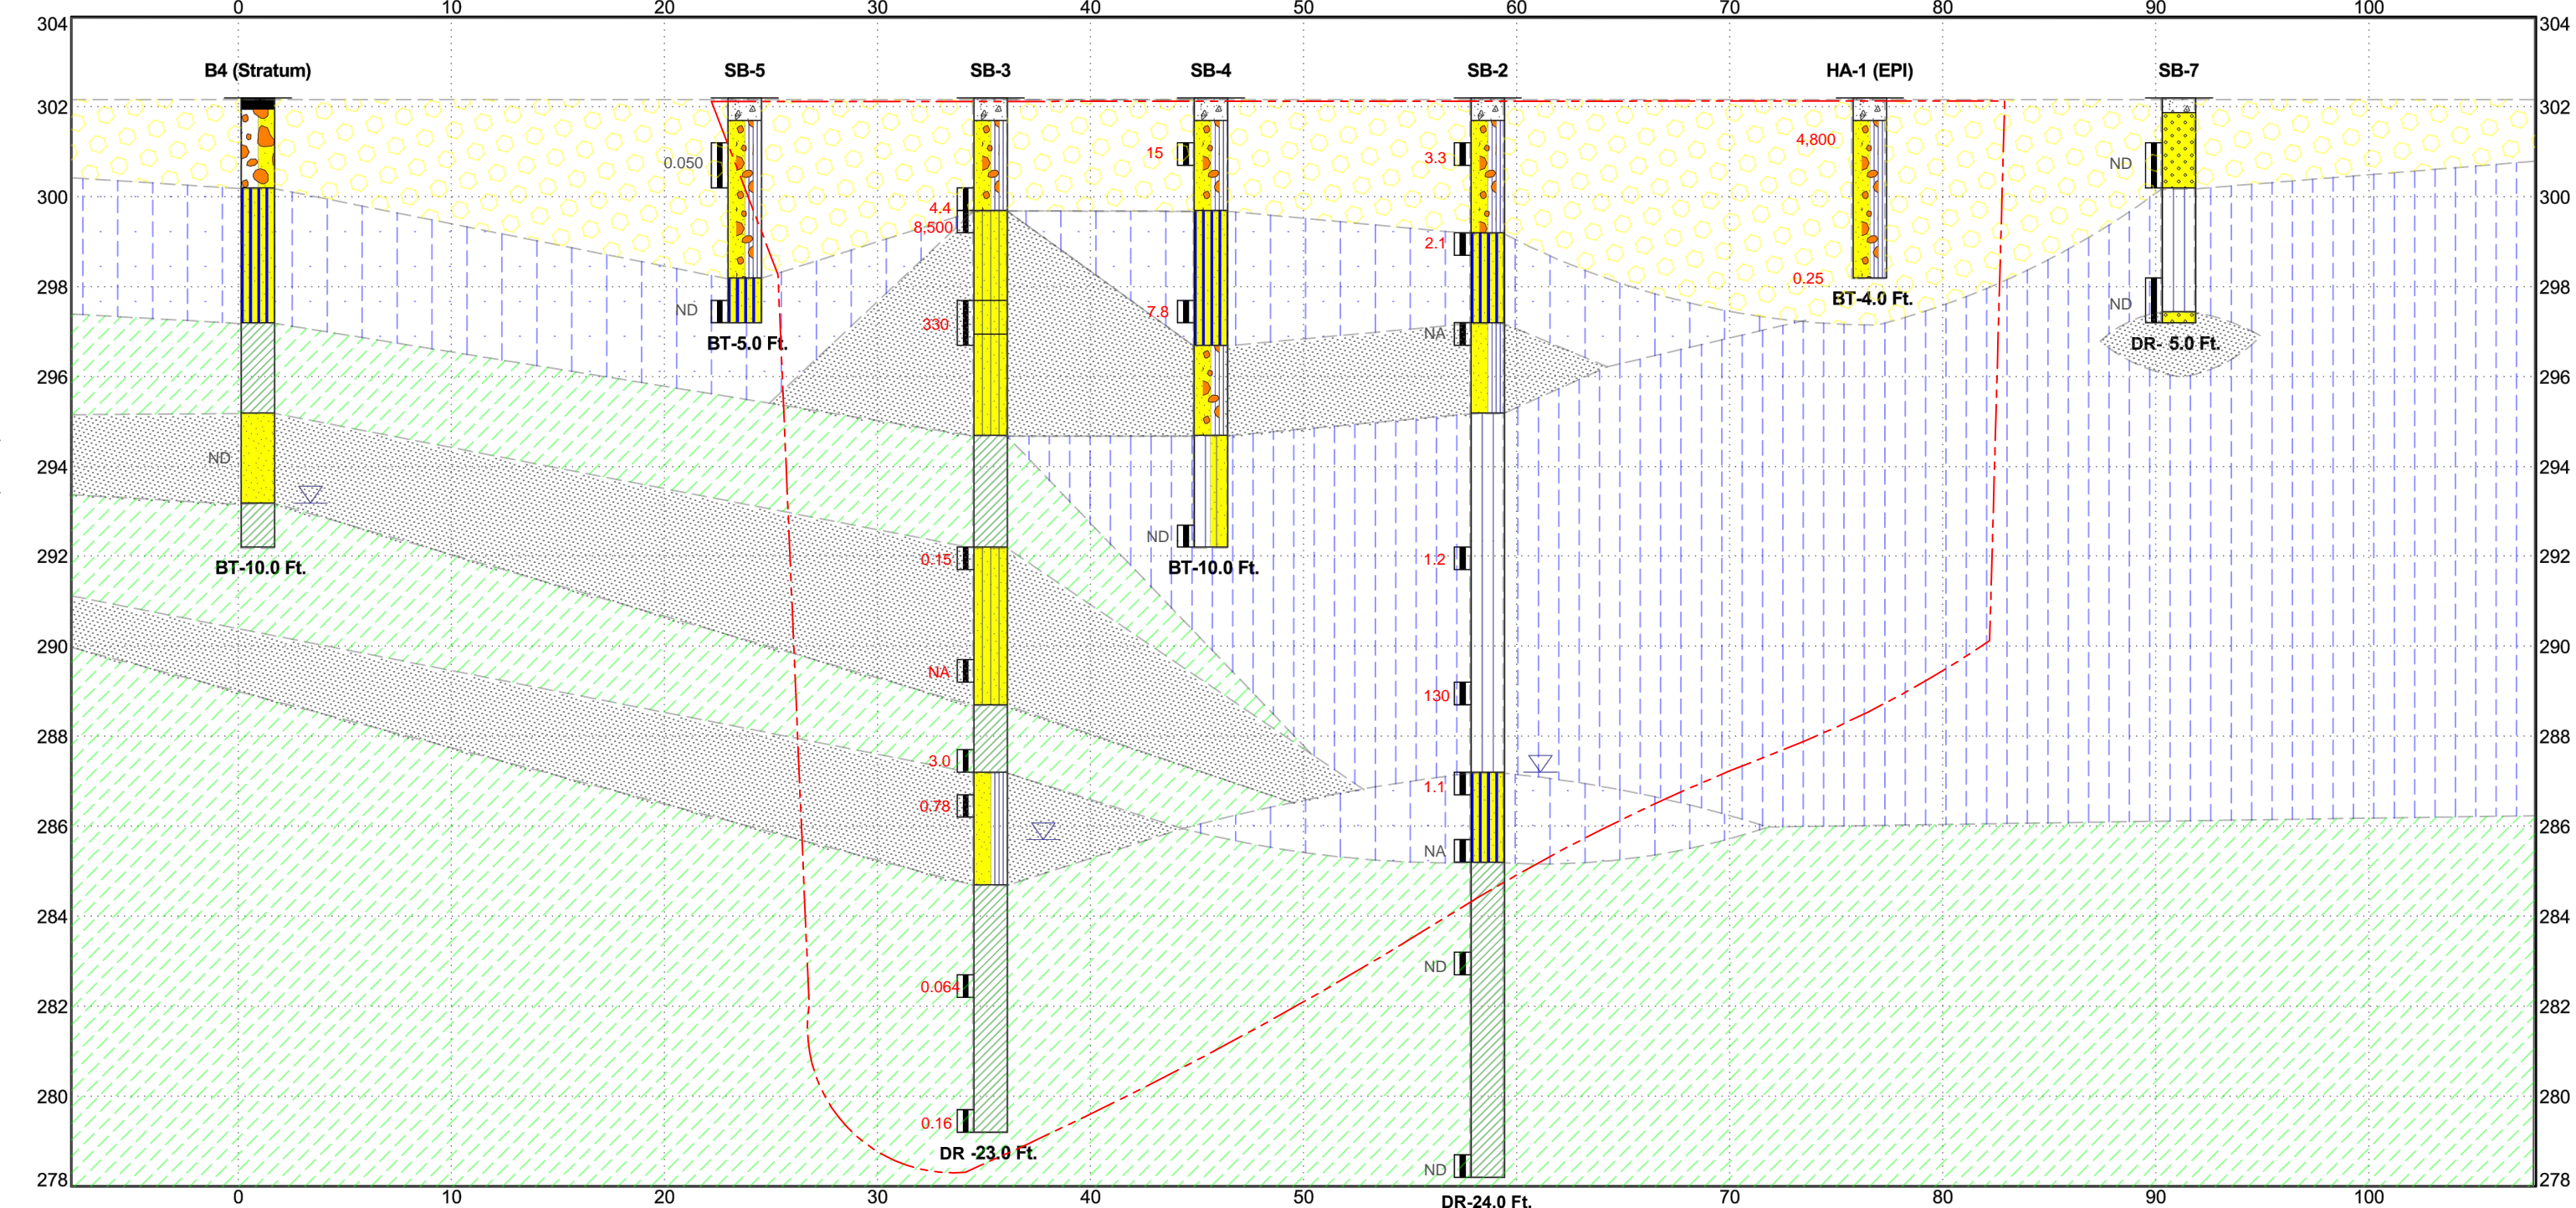 0 10 20 30 40 50 60 70 80 90 100
304 304
B4 (Stratum) SB-5 SB-3 SB-4 SB-2 HA-1 (EPI) SB-7
302 302
4,800
15
3.3
0.050 ND
300 300
4.4
8,500
2.1
298 0.25 298
BT-4.0 Ft.
ND 7.8 ND
330 NA
BT-5.0 Ft. DR- 5.0 Ft.
296 296
ND
294 294
ND
292 0.15 1.2 292
BT-10.0 Ft. BT-10.0 Ft.
NA
290 290
130
288 288
3.0
1.1
0.78
286 286
NA
284 284
ND
0.064
282 282
280 280
0.16
DR -23.0 Ft.
ND
278 278
0 10 20 30 40 50 60 70 80 90 100
DR-24.0 Ft.